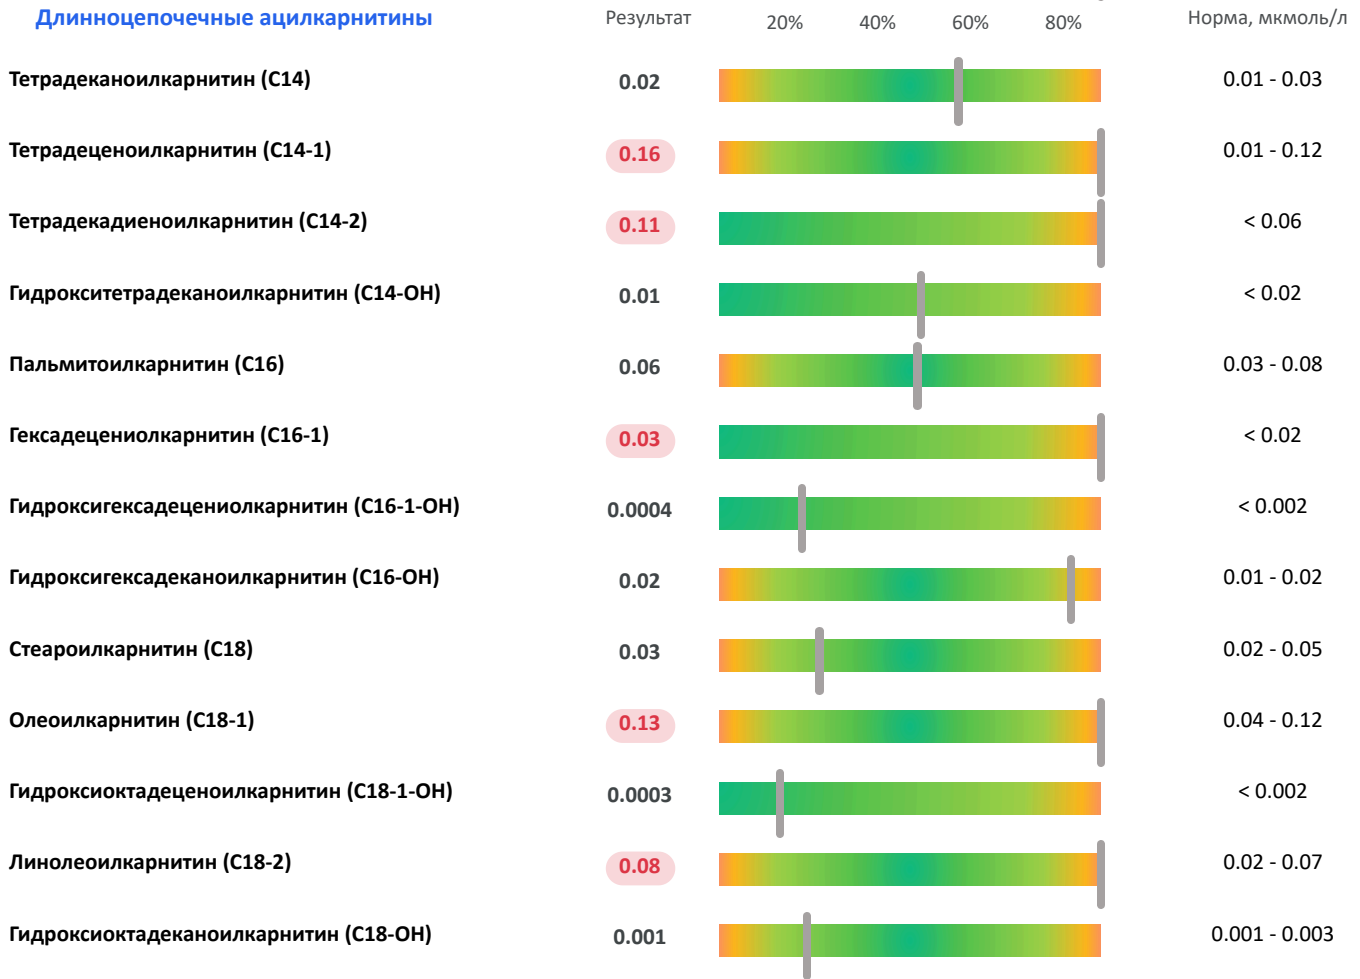 Длинноцепочечные ацилкарнитины Результат 20% 40% 60% 80% Норма, мкмоль/л
Тетрадеканоилкарнитин (C14) 0.02 0.01 - 0.03
Тетрадеценоилкарнитин (C14-1) 0.16 0.01 - 0.12
Тетрадекадиеноилкарнитин (C14-2) 0.11 < 0.06
Гидрокситетрадеканоилкарнитин (C14-OH) 0.01 < 0.02
Пальмитоилкарнитин (C16) 0.06 0.03 - 0.08
Гексадецениолкарнитин (C16-1) 0.03 < 0.02
Гидроксигексадецениолкарнитин (C16-1-OH) 0.0004 < 0.002
Гидроксигексадеканоилкарнитин (C16-OH) 0.02 0.01 - 0.02
Стеароилкарнитин (C18) 0.03 0.02 - 0.05
Олеоилкарнитин (C18-1) 0.13 0.04 - 0.12
Гидроксиоктадеценоилкарнитин (C18-1-OH) 0.0003 < 0.002
Линолеоилкарнитин (C18-2) 0.08 0.02 - 0.07
Гидроксиоктадеканоилкарнитин (C18-OH) 0.001 0.001 - 0.003